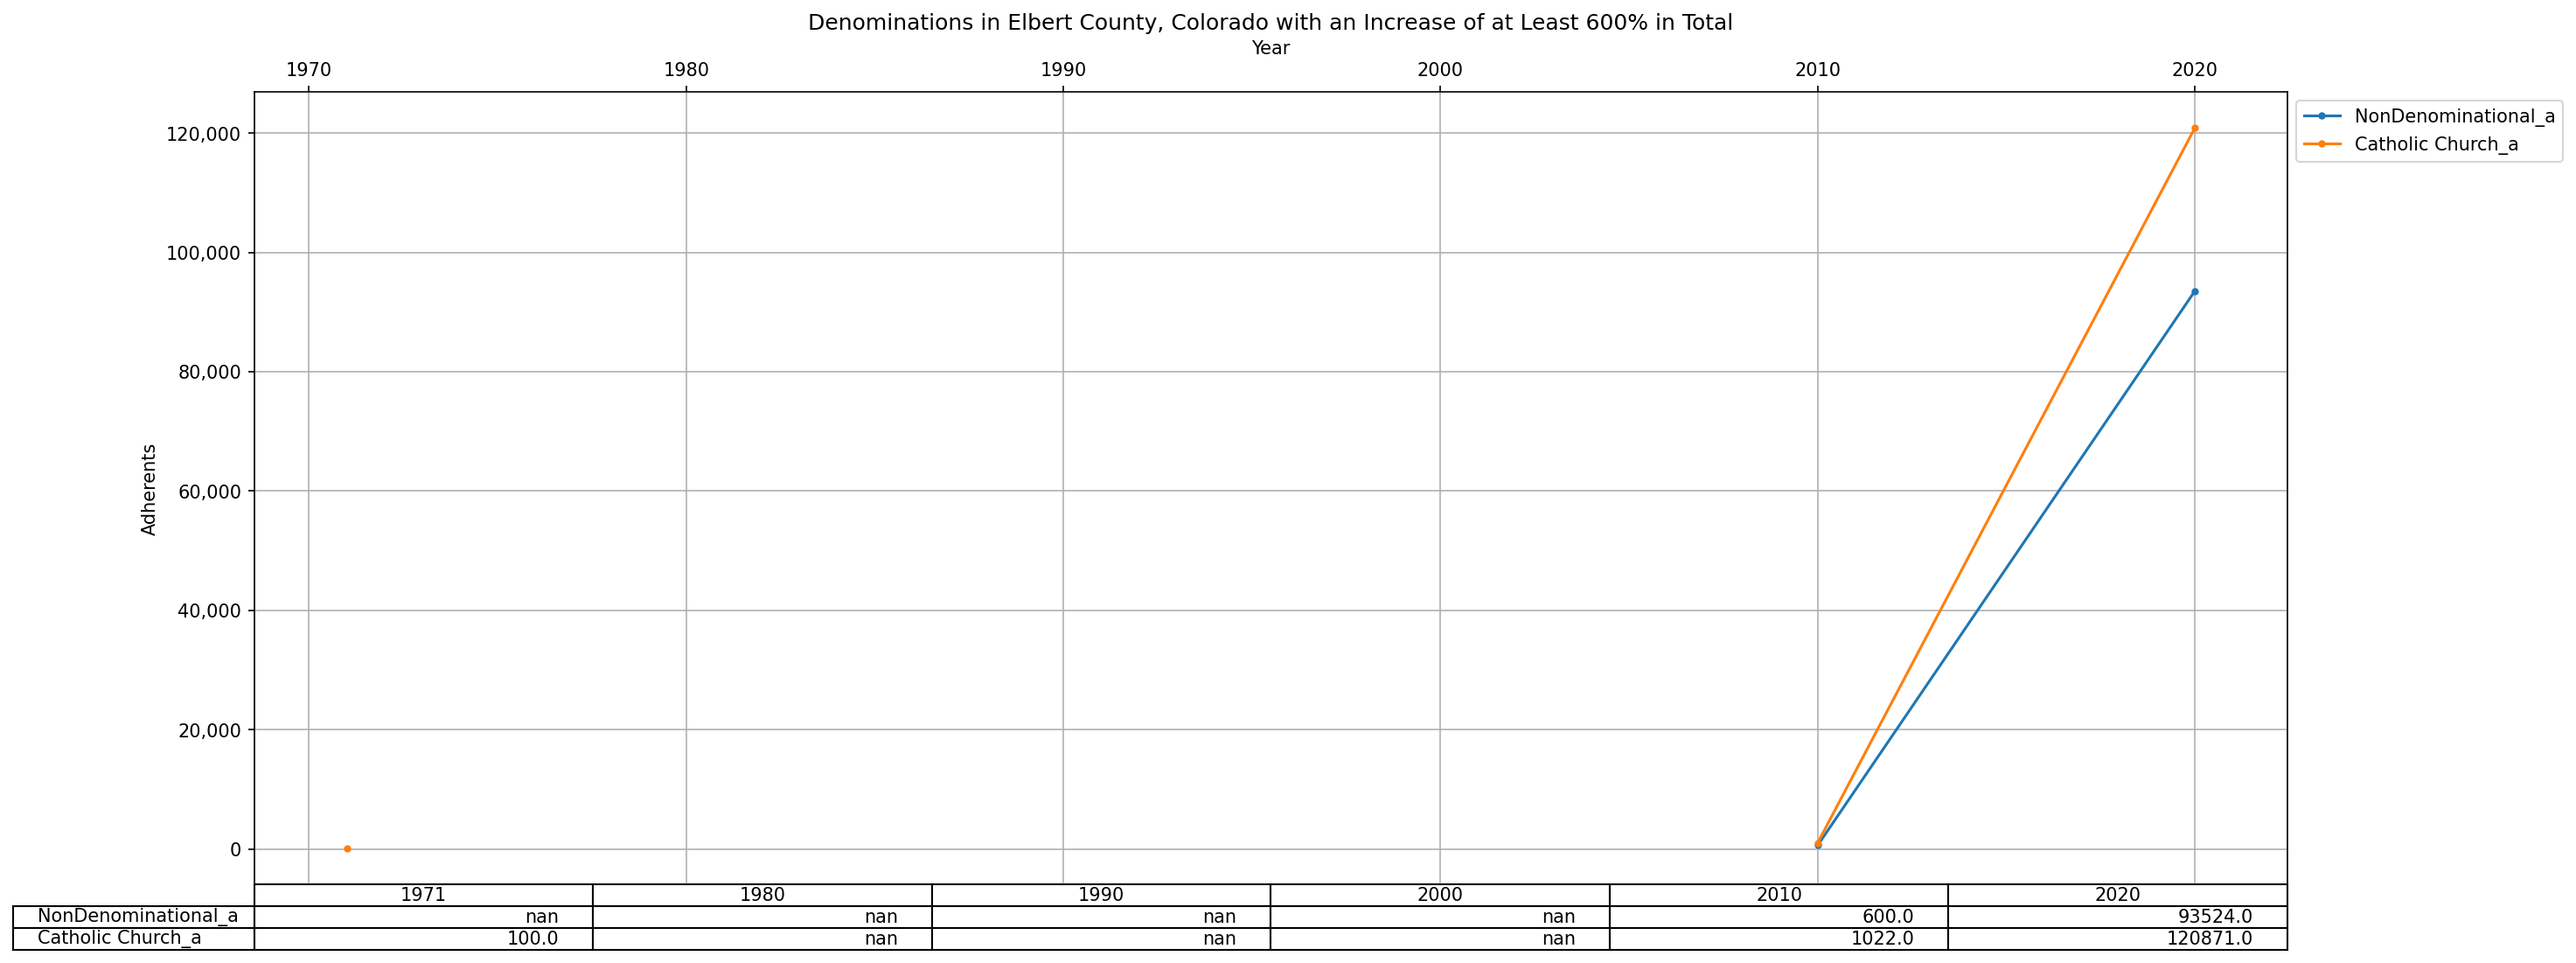 Denominations in Elbert County, Colorado with an Increase of at Least 600% in Total
Year
1970 1980 1990 2000 2010 2020
NonDenominational_a
Catholic Church_a
120,000
100,000
80,000
60,000
40,000
20,000
0
Adherents
1971 1980 1990 2000 2010 2020
NonDenominational_a nan nan nan nan 600.0 93524.0
Catholic Church_a 100.0 nan nan nan 1022.0 120871.0